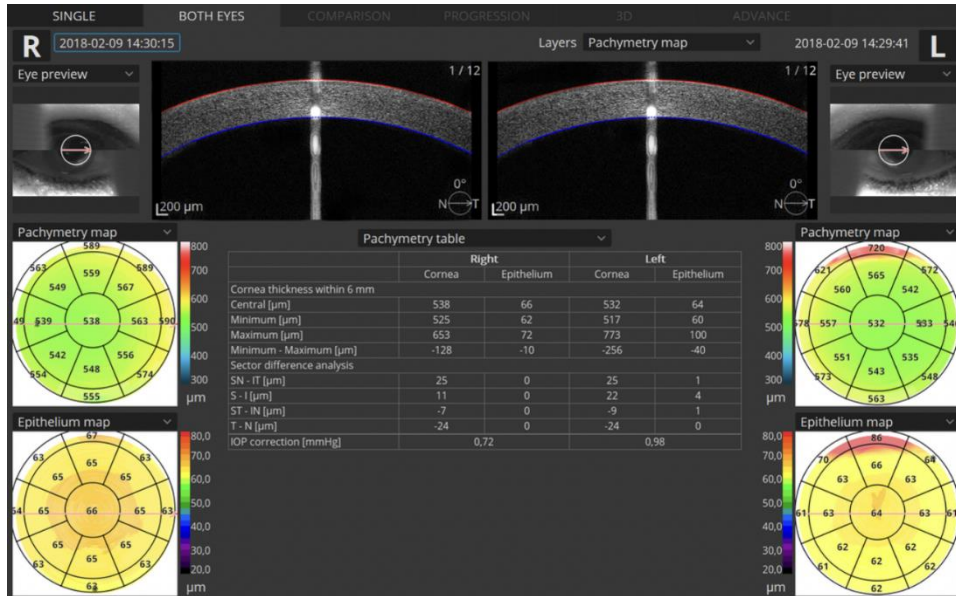 SINGLE BOTH EYES COMPARISON PROGRESSION 3D ADVANCE
R 2018-02-09 14:30:15 Layers Pachymetry map 2018-02-09 14:29:41 L
Eye preview 1 / 12 1 / 12 Eye preview
0° 0°
200 µm N T 200 µm N T
Pachymetry map Pachymetry table Pachymetry map
Right Left
Cornea Epithelium Cornea Epithelium
Cornea thickness within 6 mm
Central [µm] 538 66 532 64
Minimum [µm] 525 62 517 60
Maximum [µm] 653 72 773 100
Minimum - Maximum [µm] -128 -10 -256 -40
Sector difference analysis
SN - IT [µm] 25 0 25 1
S - I [µm] 11 0 22 4
ST - IN [µm] -7 0 -9 1
T - N [µm] -24 0 -24 0
IOP correction [mmHg] 0,72 0,98
589
563 559 589
549 567
539 538 563 590
542 556
554 548 574
555
800
700
600
500
400
300
µm
Epithelium map
67
63 65 63
65 65
65 66 65
65 65
63 65 63
63
80,0
70,0
60,0
50,0
40,0
30,0
20,0
µm
800
700
600
500
400
300
µm
720
621 565 572
560 542
578 557 532 533
551 535
573 543 548
563
Epithelium map
80,0
70,0
60,0
50,0
40,0
30,0
20,0
µm
86
70 66 64
63 63
61 63 64 63 61
62 62
61 62 62
62